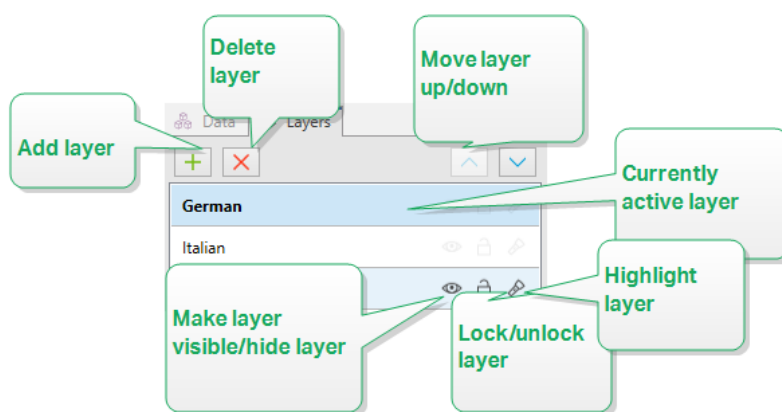 Delete
layer
Move layer
up/down
Add layer
Data
Layers
Currently
active layer
German
Italian
Highlight
layer
Make layer
visible/hide layer
Lock/unlock
layer